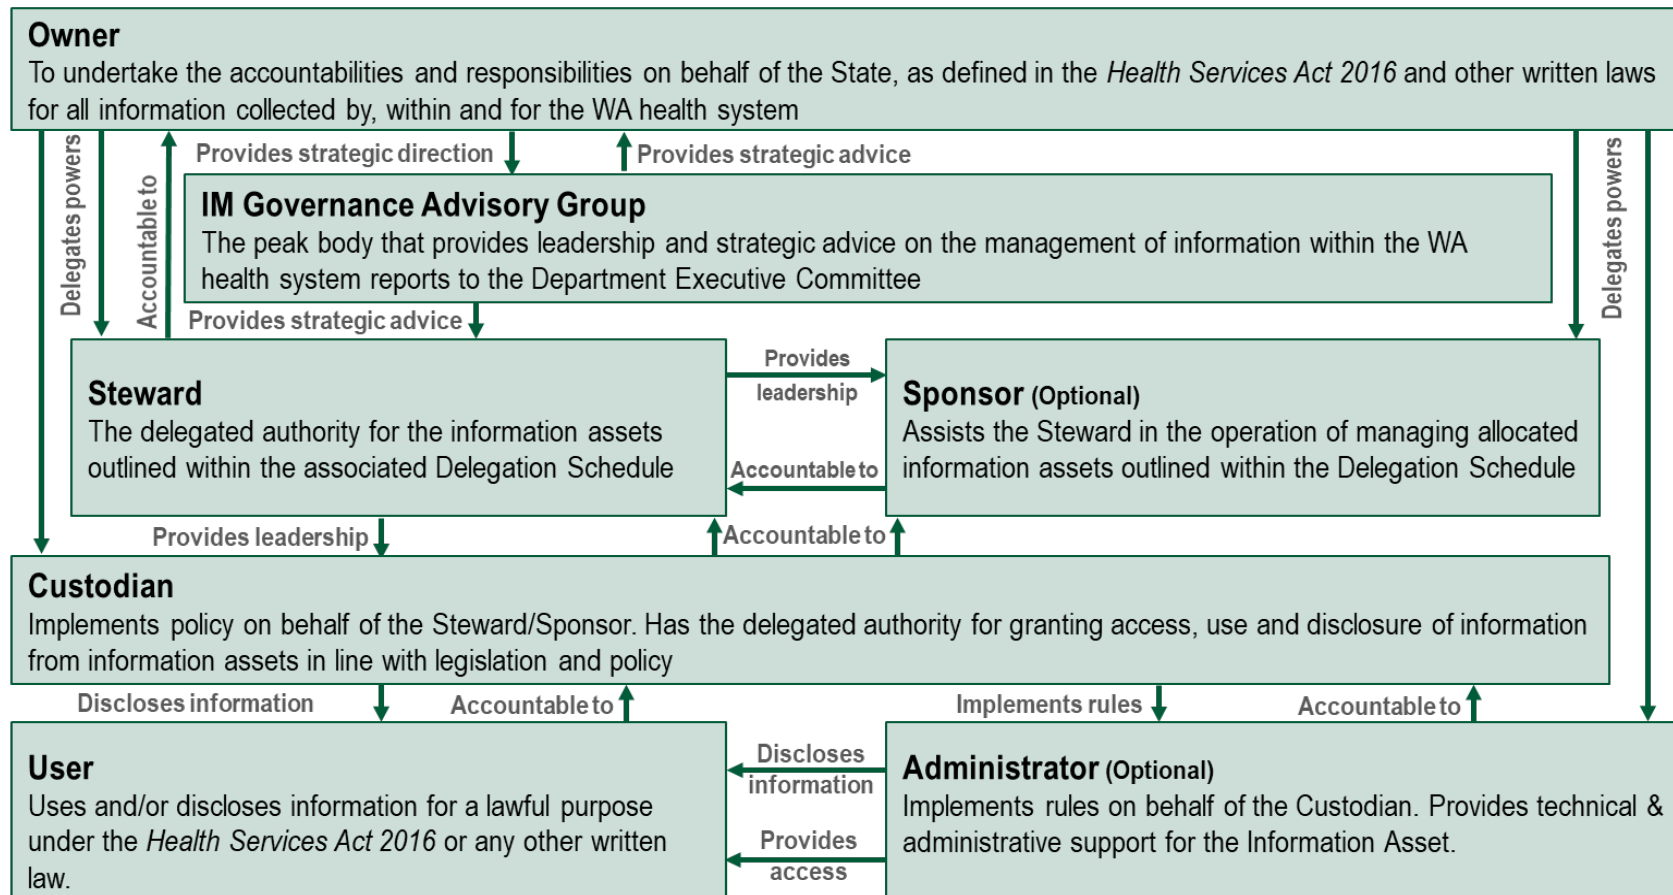 Owner
To undertake the accountabilities and responsibilities on behalf of the State, as defined in the Health Services Act 2016 and other written laws
for all information collected by, within and for the WA health system
Delegates powers
Accountable to
Provides strategic direction
Provides strategic advice
Delegates powers
IM Governance Advisory Group
The peak body that provides leadership and strategic advice on the management of information within the WA
health system reports to the Department Executive Committee
Provides strategic advice
Steward
The delegated authority for the information assets
outlined within the associated Delegation Schedule
Provides
leadership
Accountable to
Sponsor (Optional)
Assists the Steward in the operation of managing allocated
information assets outlined within the Delegation Schedule
Provides leadership
Accountable to
Custodian
Implements policy on behalf of the Steward/Sponsor. Has the delegated authority for granting access, use and disclosure of information
from information assets in line with legislation and policy
Discloses information
Accountable to
Implements rules
Accountable to
User
Uses and/or discloses information for a lawful purpose
under the Health Services Act 2016 or any other written
law.
Discloses
information
Provides
access
Administrator (Optional)
Implements rules on behalf of the Custodian. Provides technical &
administrative support for the Information Asset.